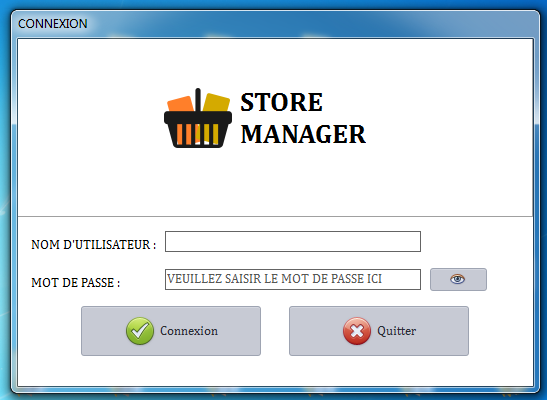 CONNEXION
STORE
MANAGER
NOM D'UTILISATEUR :
MOT DE PASSE :
VEUILLEZ SAISIR LE MOT DE PASSE ICI
Connexion
Quitter